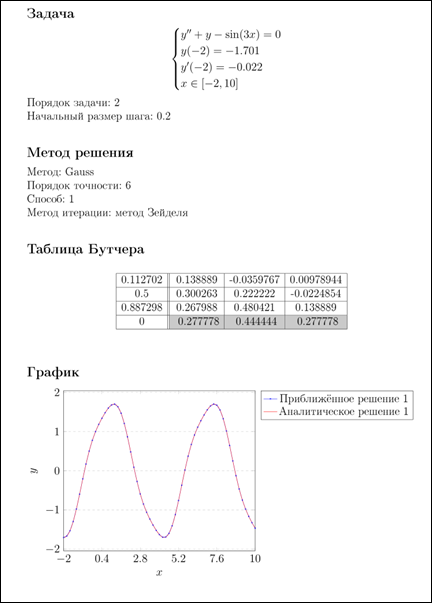 Задача
y'' + y − sin(3x) = 0
y(−2) = −1.701
y'(−2) = −0.022
x ∈ [−2, 10]
Порядок задачи: 2
Начальный размер шага: 0.2
Метод решения
Метод: Gauss
Порядок точности: 6
Способ: 1
Метод итерации: метод Зейделя
Таблица Бутчера
0.112702 0.138889 -0.0359767 0.00978944
0.5 0.300263 0.222222 -0.0224854
0.887298 0.267988 0.480421 0.138889
0 0.277778 0.444444 0.277778
График
Приближённое решение 1
Аналитическое решение 1
2
1
0
−1
−2
y
−2 0.4 2.8 5.2 7.6 10
x